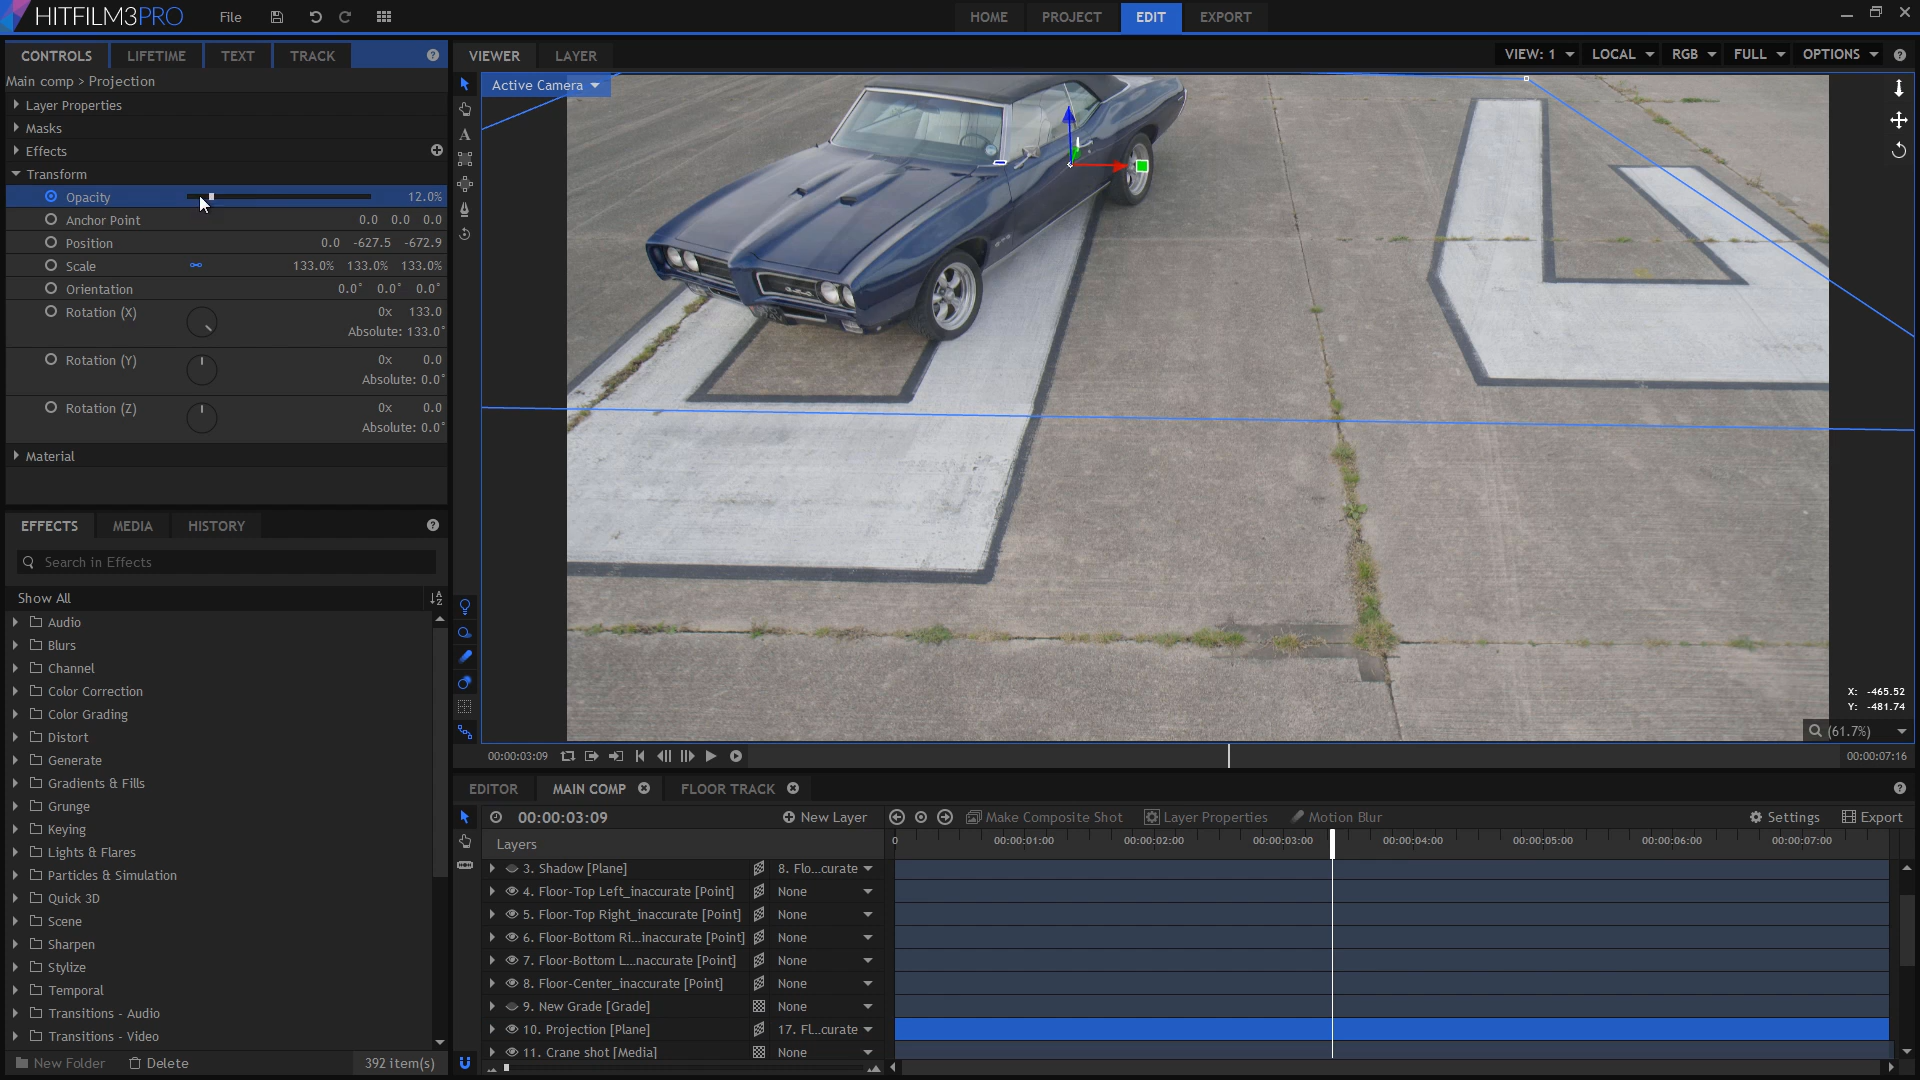 HITFILM3PRO File HOME PROJECT EDIT EXPORT
CONTROLS LIFETIME TEXT TRACK
Main comp > Projection
Layer Properties
Masks
Effects
Transform
Opacity 12.0%
Anchor Point 0.0 0.0 0.0
Position 0.0 -627.5 -672.9
Scale 133.0% 133.0% 133.0%
Orientation 0.0° 0.0° 0.0°
Rotation (X) 0x 133.0
Absolute: 133.0°
Rotation (Y) 0x 0.0
Absolute: 0.0°
Rotation (Z) 0x 0.0
Absolute: 0.0°
Material
EFFECTS MEDIA HISTORY
Search in Effects
Show All
Audio
Blurs
Channel
Color Correction
Color Grading
Distort
Generate
Gradients & Fills
Grunge
Keying
Lights & Flares
Particles & Simulation
Quick 3D
Scene
Sharpen
Stylize
Temporal
Transitions - Audio
Transitions - Video
New Folder Delete 392 item(s)
VIEWER LAYER VIEW: 1 LOCAL RGB FULL OPTIONS
Active Camera
X: -465.52
Y: -481.74
(61.7%)
00:00:03:09 00:00:07:16
EDITOR MAIN COMP FLOOR TRACK
00:00:03:09 New Layer Make Composite Shot Layer Properties Motion Blur Settings Export
Layers 0 00:00:01:00 00:00:02:00 00:00:03:00 00:00:04:00 00:00:05:00 00:00:06:00 00:00:07:00
3. Shadow [Plane] 8. Flo...curate
4. Floor-Top Left_inaccurate [Point] None
5. Floor-Top Right_inaccurate [Point] None
6. Floor-Bottom Ri...inaccurate [Point] None
7. Floor-Bottom L...naccurate [Point] None
8. Floor-Center_inaccurate [Point] None
9. New Grade [Grade] None
10. Projection [Plane] 17. Fl...curate
11. Crane shot [Media] None